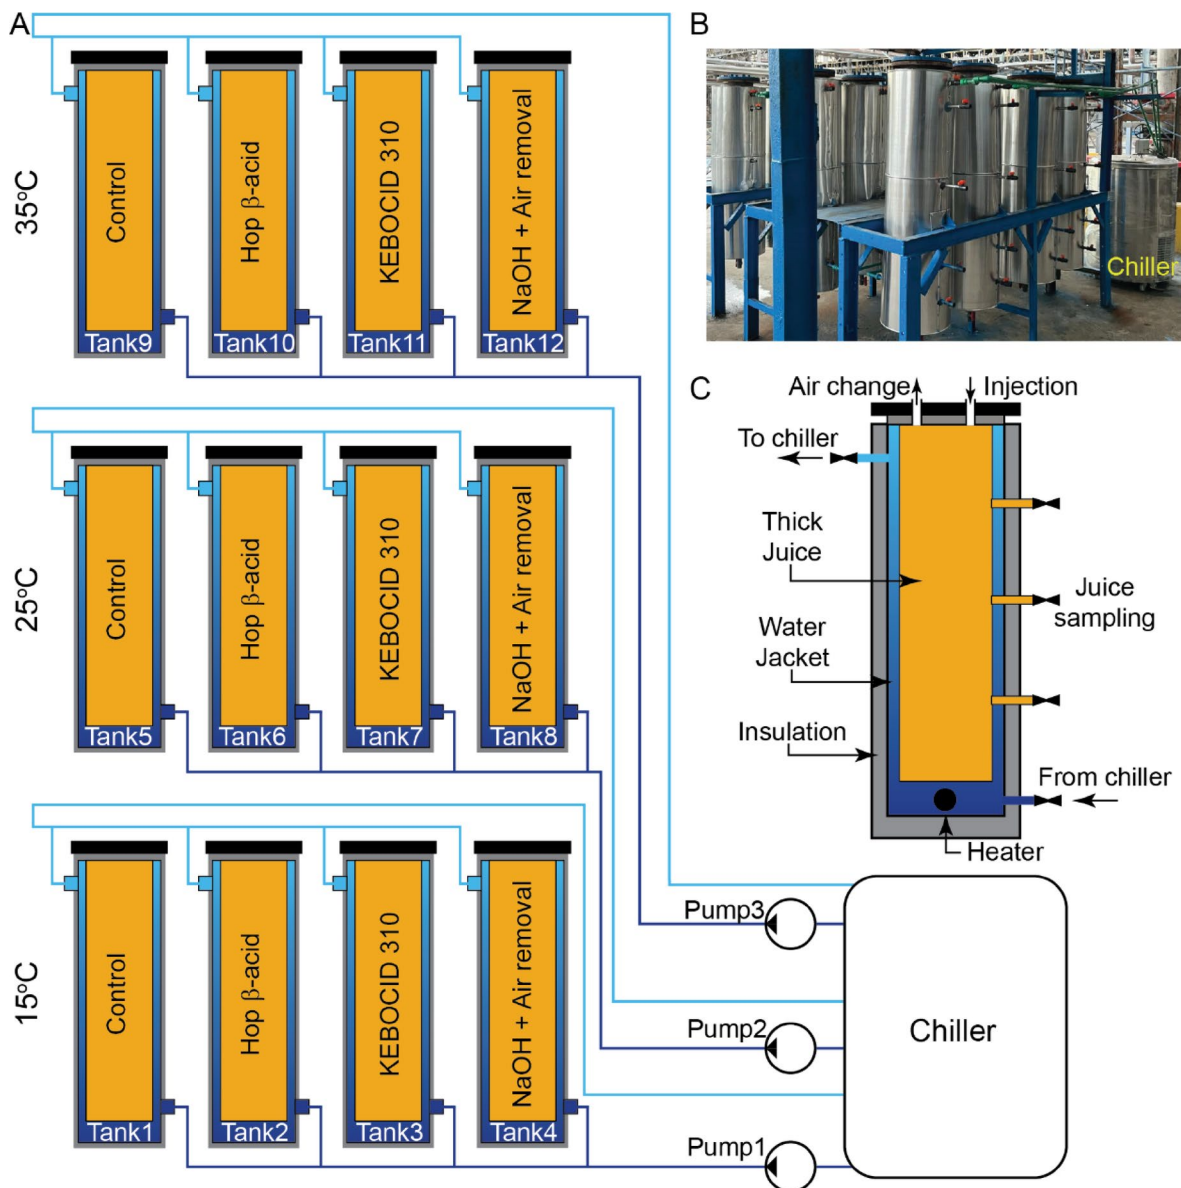 A
35°C
Control
Hop β-acid
KEBOCID 310
NaOH + Air removal
Tank9
Tank10
Tank11
Tank12
25°C
Control
Hop β-acid
KEBOCID 310
NaOH + Air removal
Tank5
Tank6
Tank7
Tank8
15°C
Control
Hop β-acid
KEBOCID 310
NaOH + Air removal
Tank1
Tank2
Tank3
Tank4
Pump3
Pump2
Pump1
Chiller
B
Chiller
C
Air change
Injection
To chiller
Thick
Juice
Water
Jacket
Insulation
Juice
sampling
From chiller
Heater